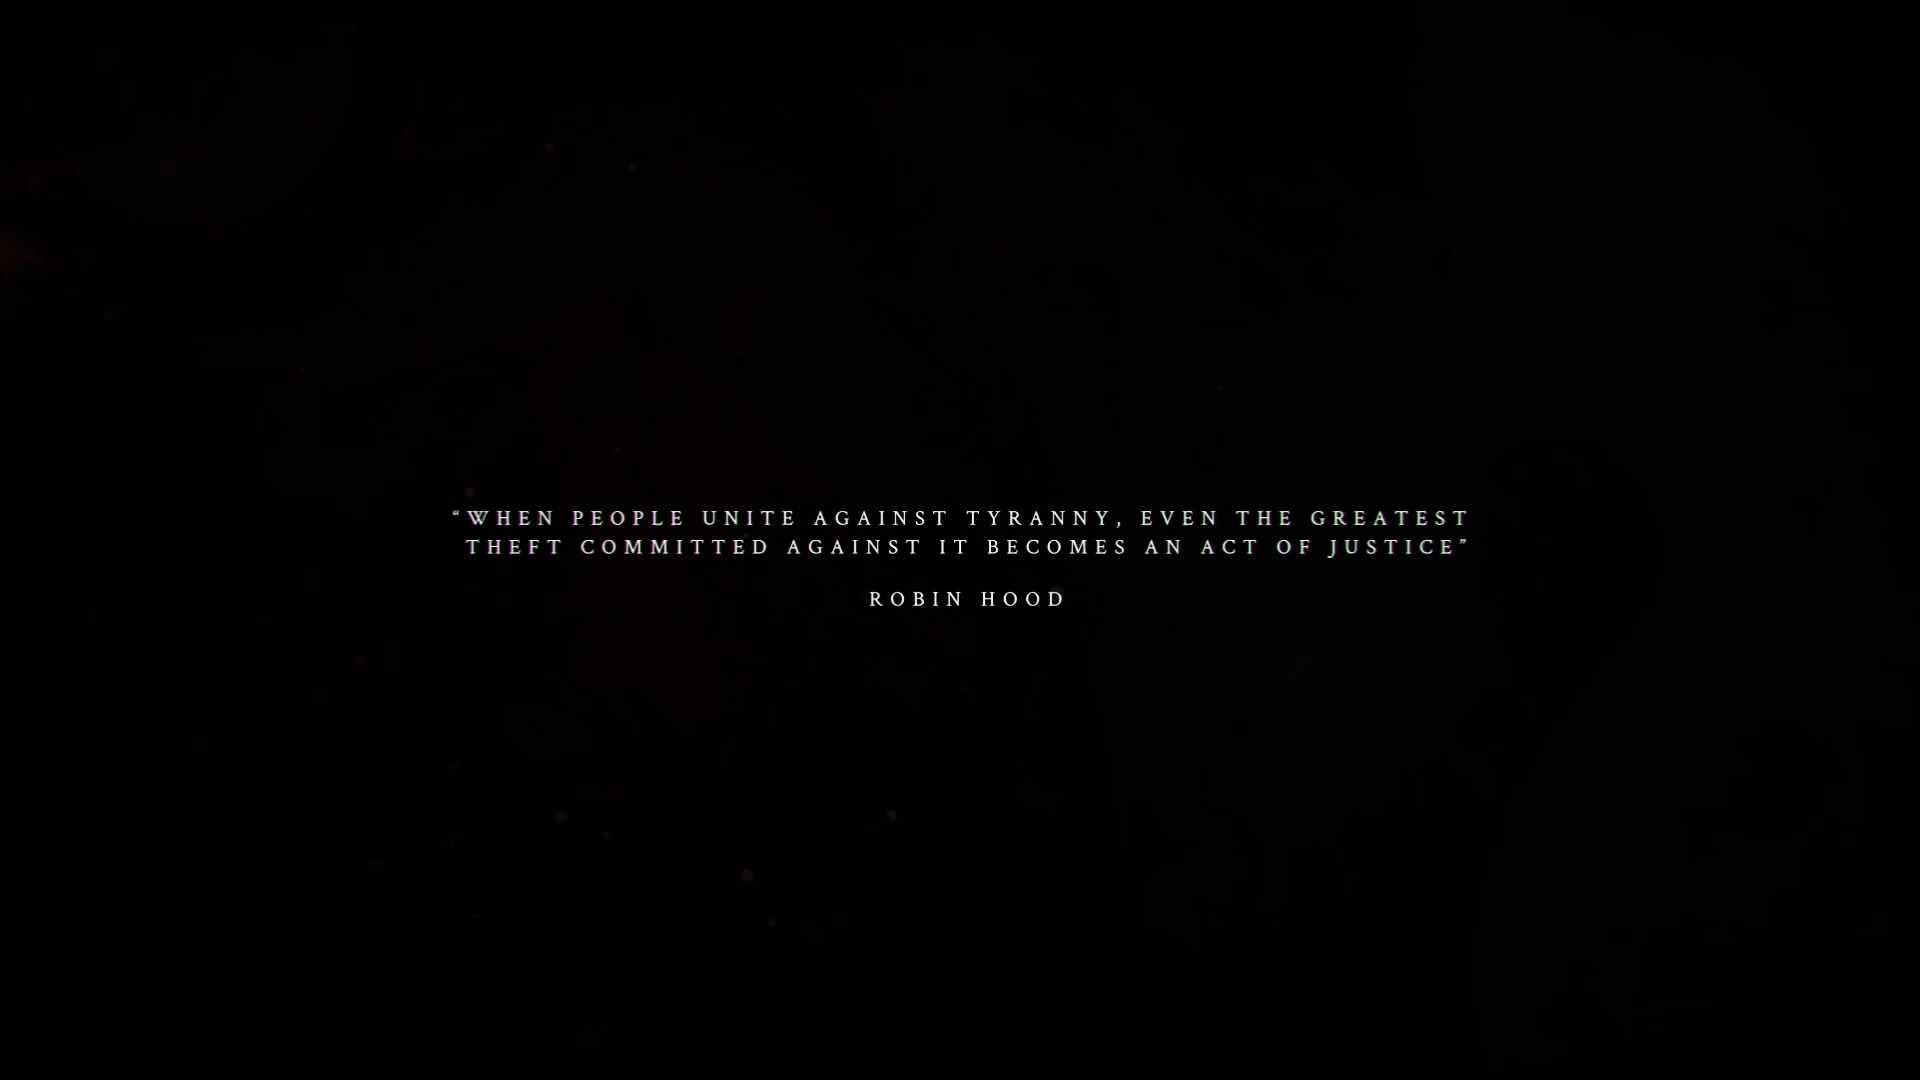 “WHEN PEOPLE UNITE AGAINST TYRANNY, EVEN THE GREATEST
THEFT COMMITTED AGAINST IT BECOMES AN ACT OF JUSTICE”
ROBIN HOOD